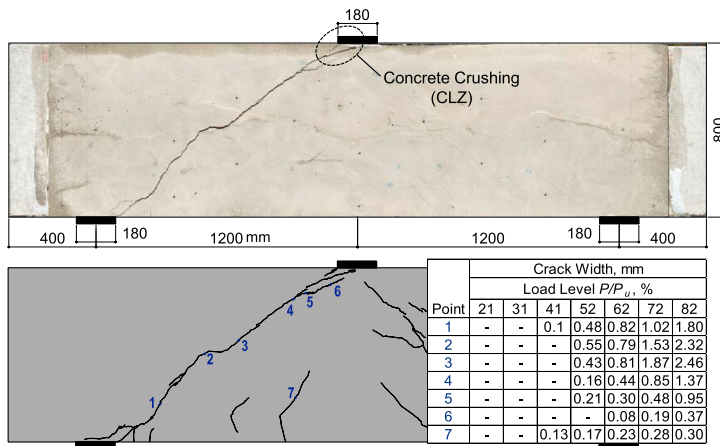 180
Concrete Crushing
(CLZ)
800
400 180 1200 mm 1200 180 400
Crack Width, mm
Load Level P/Pu, %
Point 21 31 41 52 62 72 82
1 - - 0.1 0.48 0.82 1.02 1.80
2 - - - 0.55 0.79 1.53 2.32
3 - - - 0.43 0.81 1.87 2.46
4 - - - 0.16 0.44 0.85 1.37
5 - - - 0.21 0.30 0.48 0.95
6 - - - - 0.08 0.19 0.37
7 - - 0.13 0.17 0.23 0.28 0.30
6
5
4
3
2
7
1